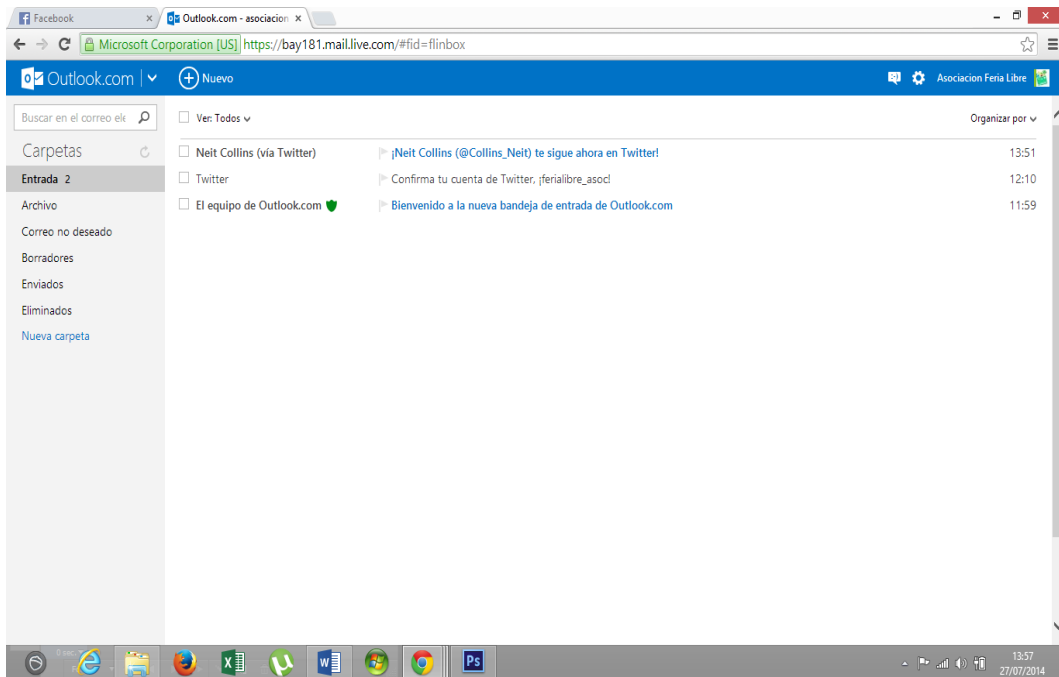 Facebook
Outlook.com - asociacion
Microsoft Corporation [US] https://bay181.mail.live.com/#fid=flinbox
Outlook.com Nuevo Asociacion Feria Libre
Buscar en el correo ele Ver: Todos Organizar por
Carpetas
Neit Collins (vía Twitter) ¡Neit Collins (@Collins_Neit) te sigue ahora en Twitter! 13:51
Entrada 2
Twitter Confirma tu cuenta de Twitter, ¡ferialibre_asoc! 12:10
Archivo
El equipo de Outlook.com Bienvenido a la nueva bandeja de entrada de Outlook.com 11:59
Correo no deseado
Borradores
Enviados
Eliminados
Nueva carpeta
0 sec.
Ps
13:57
27/07/2014